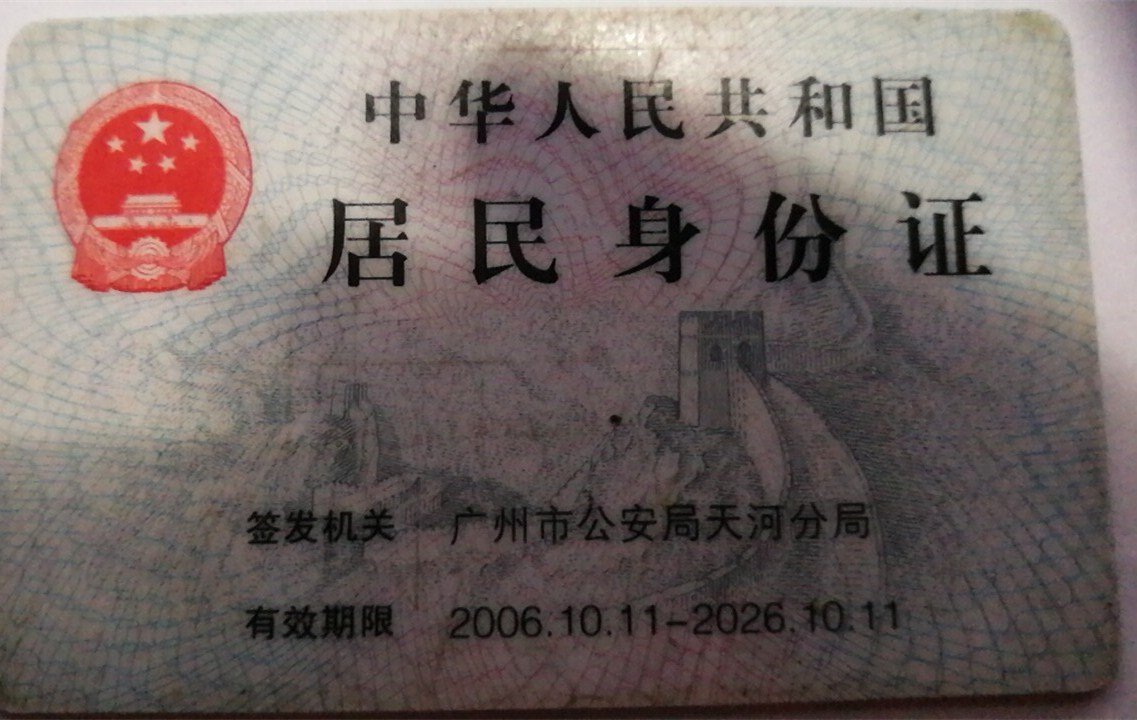 中华人民共和国
居民身份证
签发机关 广州市公安局天河分局
有效期限 2006.10.11-2026.10.11